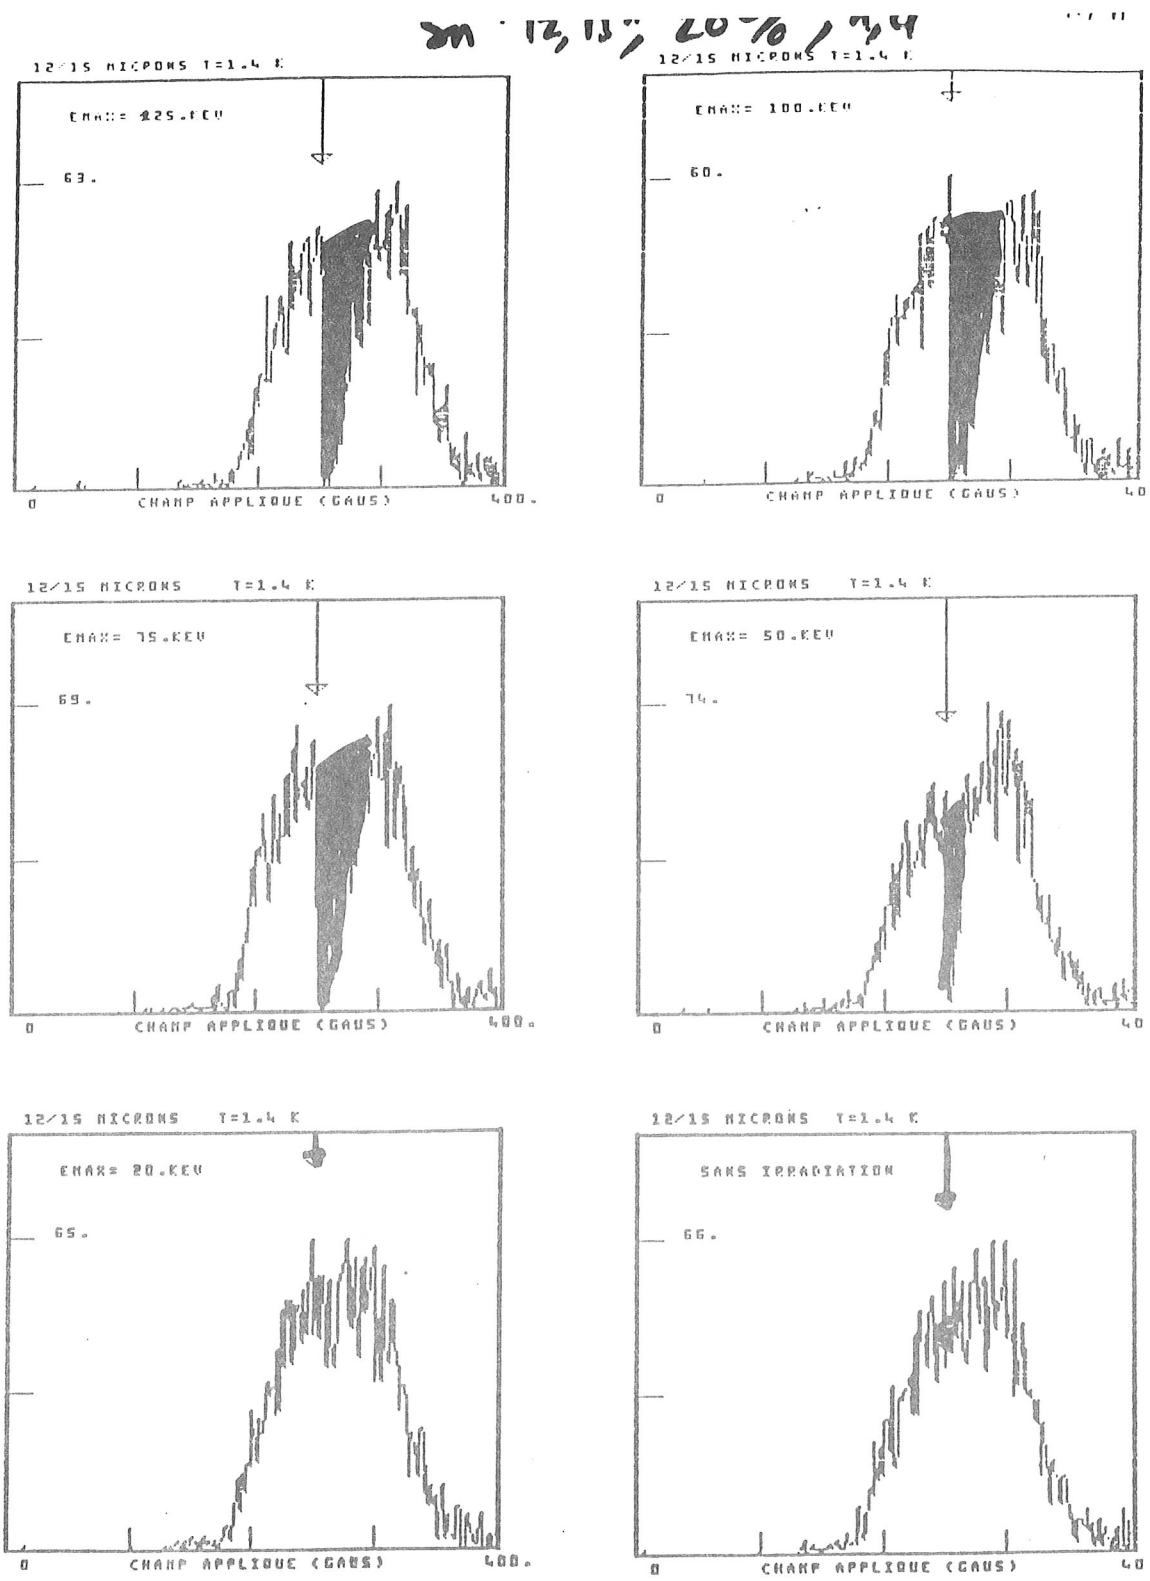 12/15 MICRONS T=1.4 K
EMAX= 125.KEV
63.
0 400.
CHAMP APPLIQUE (GAUS)
12/15 MICRONS T=1.4 K
EMAX= 100.KEV
60.
0 40
CHAMP APPLIQUE (GAUS)
12/15 MICRONS T=1.4 K
EMAX= 75.KEV
69.
0 400.
CHAMP APPLIQUE (GAUS)
12/15 MICRONS T=1.4 K
EMAX= 50.KEV
74.
0 40
CHAMP APPLIQUE (GAUS)
12/15 MICRONS T=1.4 K
EMAX= 20.KEV
65.
0 400.
CHAMP APPLIQUE (GAUS)
12/15 MICRONS T=1.4 K
SANS IRRADIATION
66.
0 40
CHAMP APPLIQUE (GAUS)